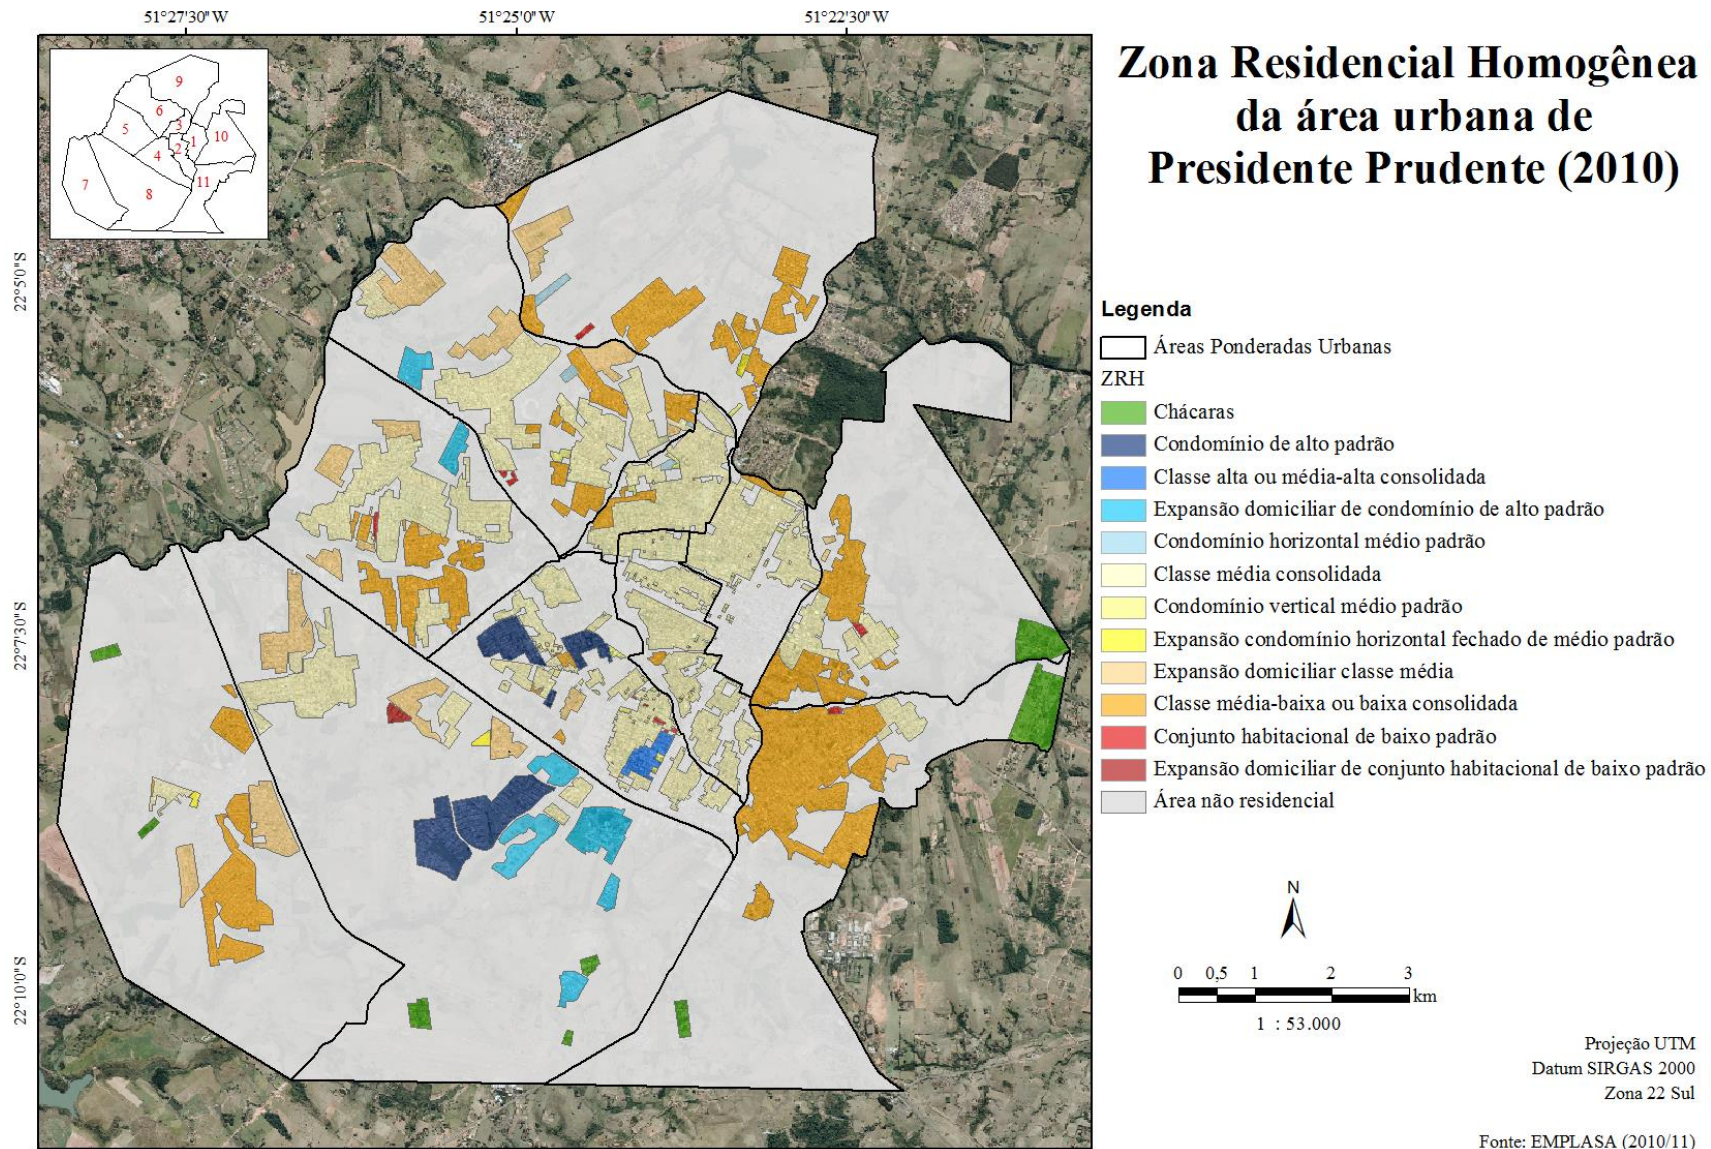 51°27'30"W
51°25'0"W
51°22'30"W
22°5'0"S
22°7'30"S
22°10'0"S
9
6
3
5
1
10
2
4
7
8
11
Zona Residencial Homogênea
da área urbana de
Presidente Prudente (2010)
Legenda
Áreas Ponderadas Urbanas
ZRH
Chácaras
Condomínio de alto padrão
Classe alta ou média-alta consolidada
Expansão domiciliar de condomínio de alto padrão
Condomínio horizontal médio padrão
Classe média consolidada
Condomínio vertical médio padrão
Expansão condomínio horizontal fechado de médio padrão
Expansão domiciliar classe média
Classe média-baixa ou baixa consolidada
Conjunto habitacional de baixo padrão
Expansão domiciliar de conjunto habitacional de baixo padrão
Área não residencial
N
0 0,5 1 2 3
km
1 : 53.000
Projeção UTM
Datum SIRGAS 2000
Zona 22 Sul
Fonte: EMPLASA (2010/11)